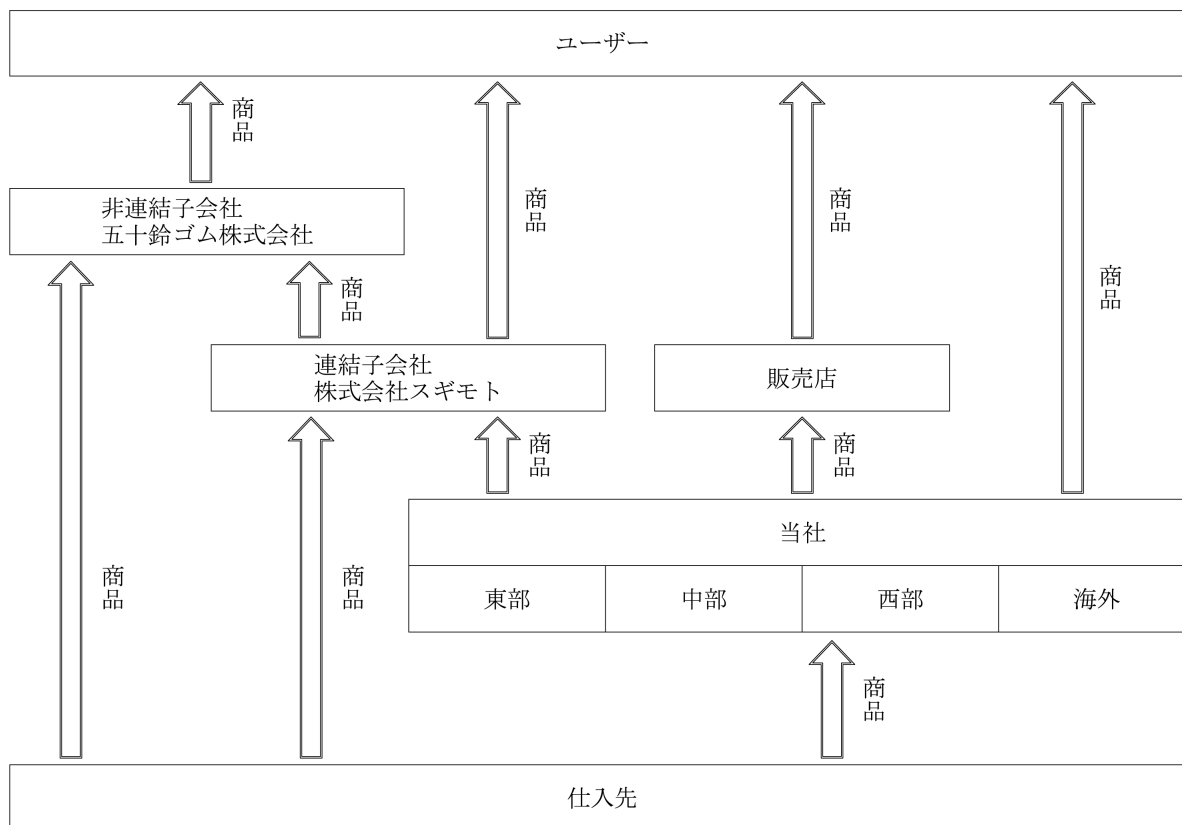 ユーザー
商品
商品
商品
商品
非連結子会社
五十鈴ゴム株式会社
商品
連結子会社
株式会社スギモト
販売店
商品
商品
当社
商品
商品
東部
中部
西部
海外
商品
仕入先